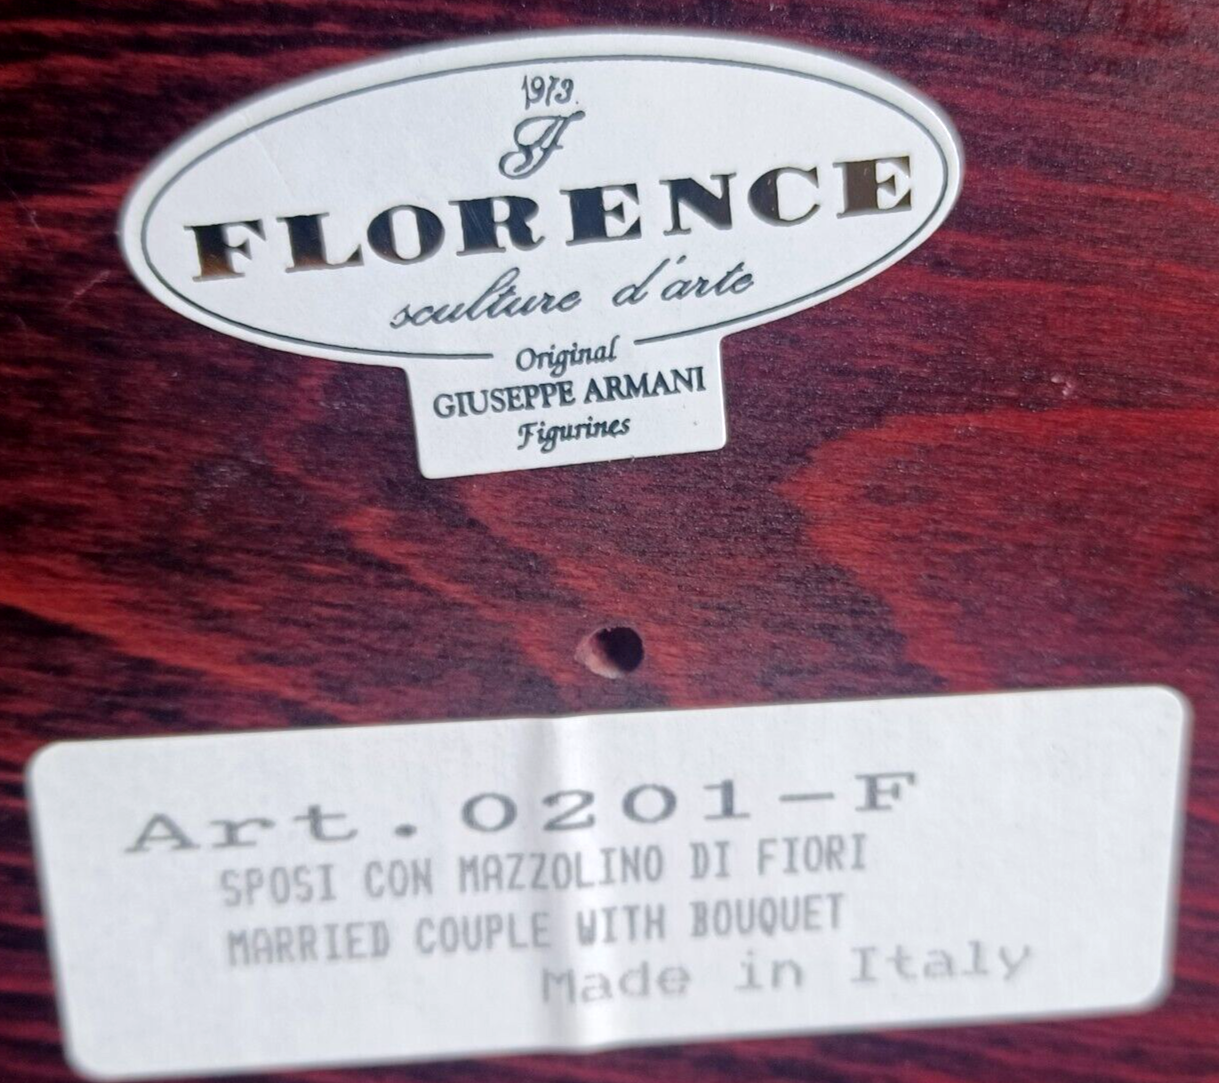 1973
F
FLORENCE
sculture d'arte
Original
GIUSEPPE ARMANI
Figurines
Art.0201-F
SPOSI CON MAZZOLINO DI FIORI
MARRIED COUPLE WITH BOUQUET
Made in Italy